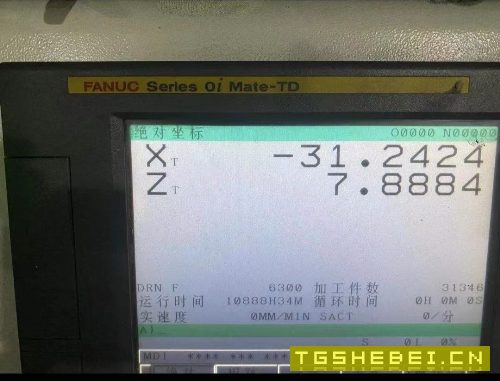 FANUC Series 0i Mate-TD
绝对坐标 O0000 N00000
X T -31.2424
Z T 7.8884
DRN F 6300 加工件数 31346
运行时间 10888H34M 循环时间 0H 0M 0S
实速度 0MM/MIN SACT 0/分
A)_
S 0L 0%
MDI **** *** ***
TGSHEBEI.CN